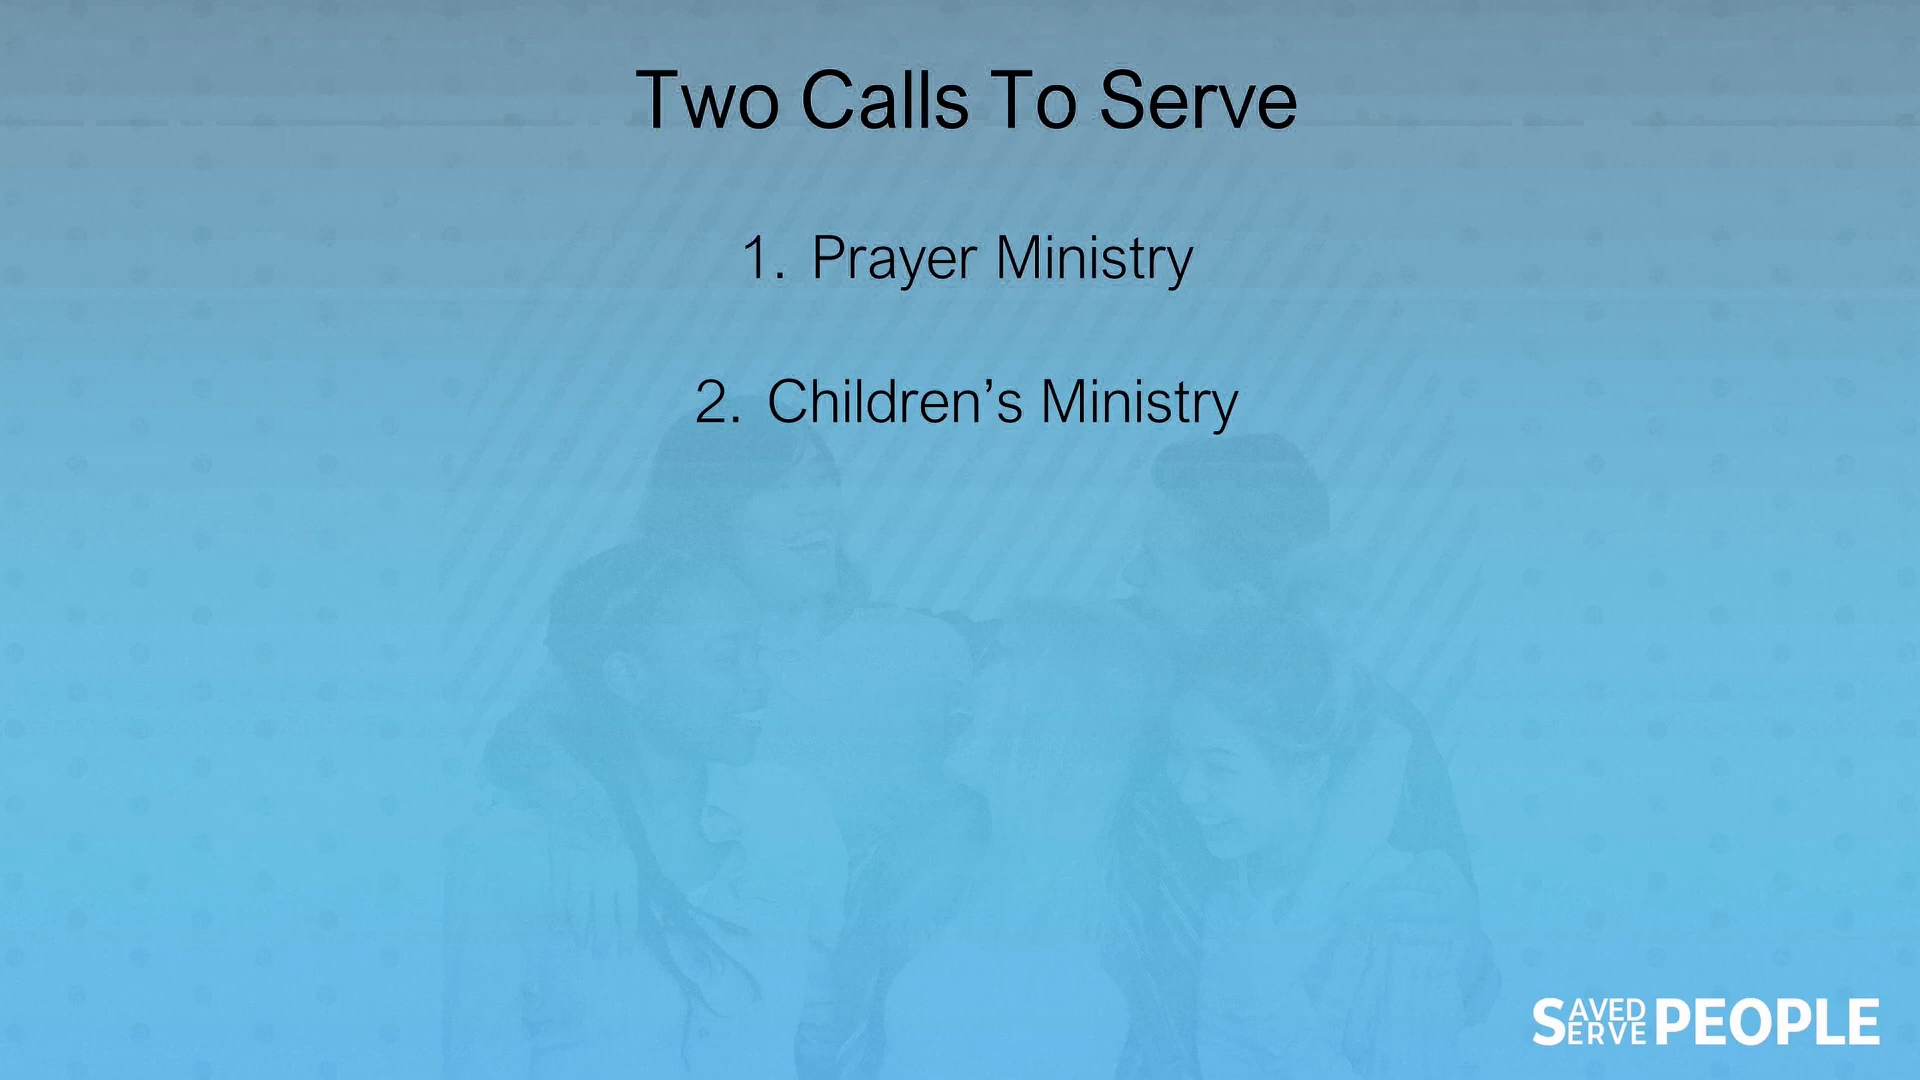 Two Calls To Serve
1. Prayer Ministry
2. Children’s Ministry
SAVED
SERVE PEOPLE